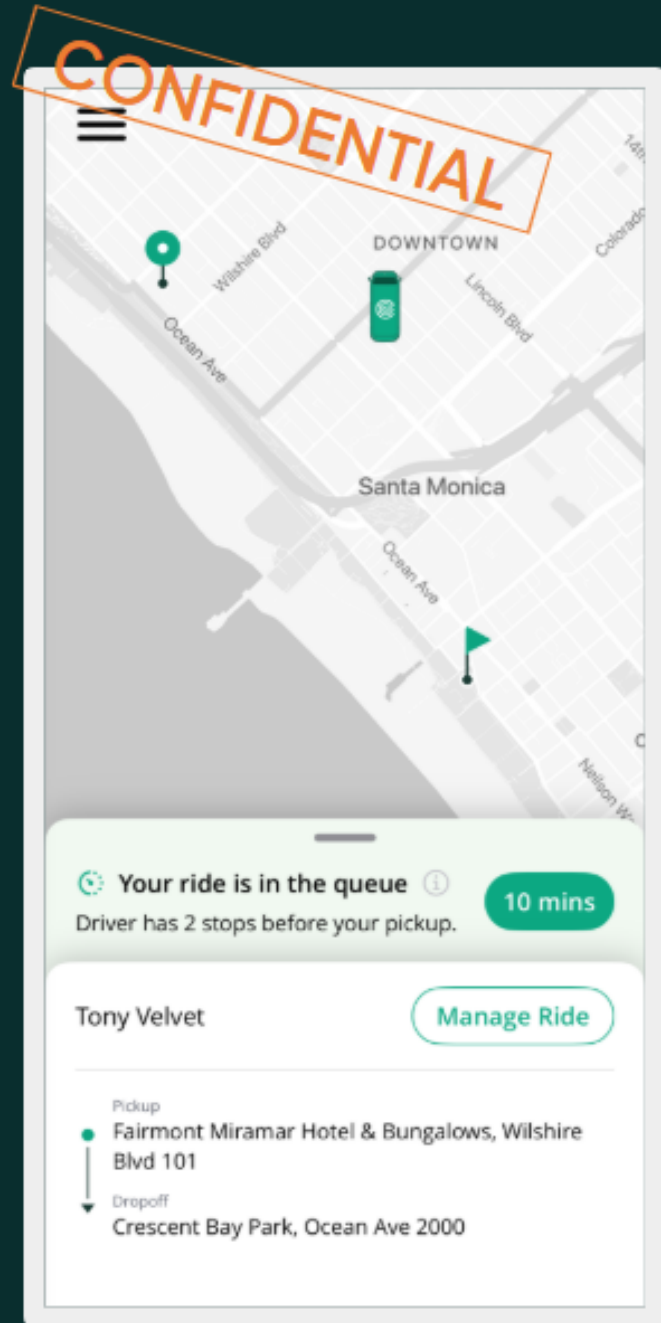 CONFIDENTIAL
14th
Colorado
Wilshire Blvd
DOWNTOWN
Lincoln Blvd
Ocean Ave
Santa Monica
Ocean Ave
Neilson W
Your ride is in the queue
10 mins
Driver has 2 stops before your pickup.
Tony Velvet
Manage Ride
Pickup
Fairmont Miramar Hotel & Bungalows, Wilshire
Blvd 101
Dropoff
Crescent Bay Park, Ocean Ave 2000